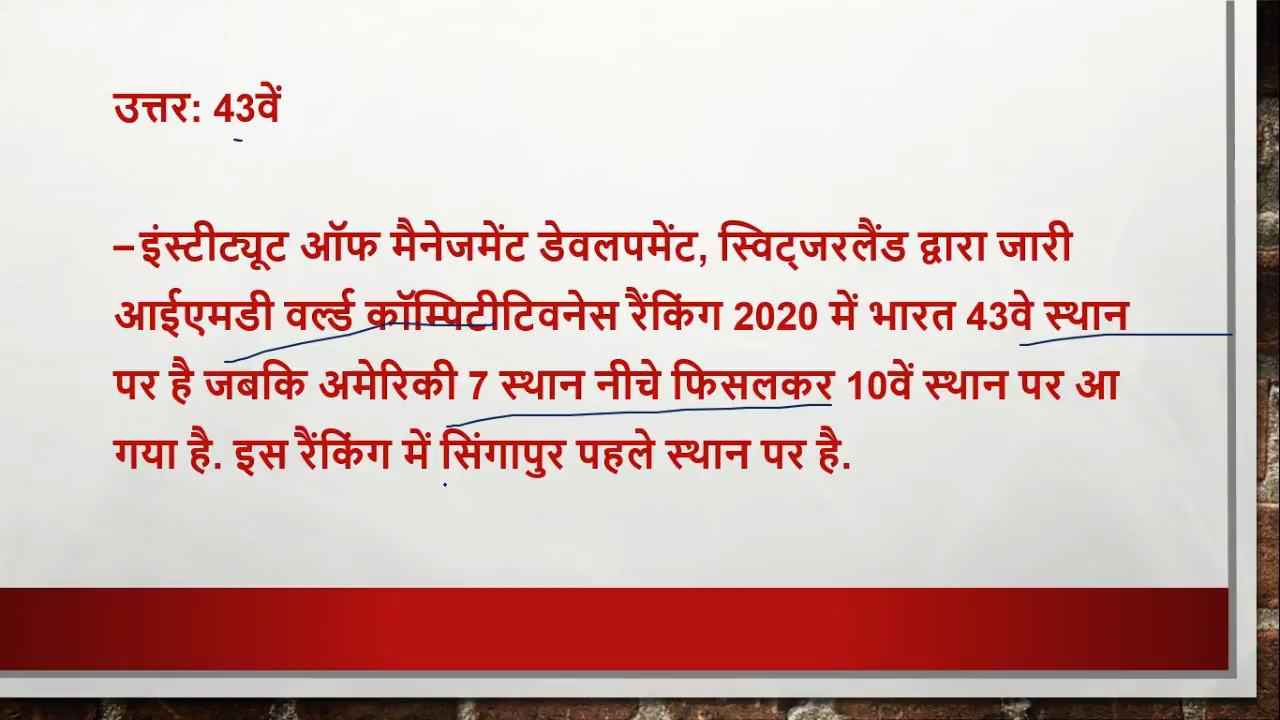 उत्तर: 43वें
–इंस्टीट्यूट ऑफ मैनेजमेंट डेवलपमेंट, स्विट्जरलैंड द्वारा जारी
आईएमडी वर्ल्ड कॉम्पिटीटिवनेस रैंकिंग 2020 में भारत 43वे स्थान
पर है जबकि अमेरिकी 7 स्थान नीचे फिसलकर 10वें स्थान पर आ
गया है. इस रैंकिंग में सिंगापुर पहले स्थान पर है.